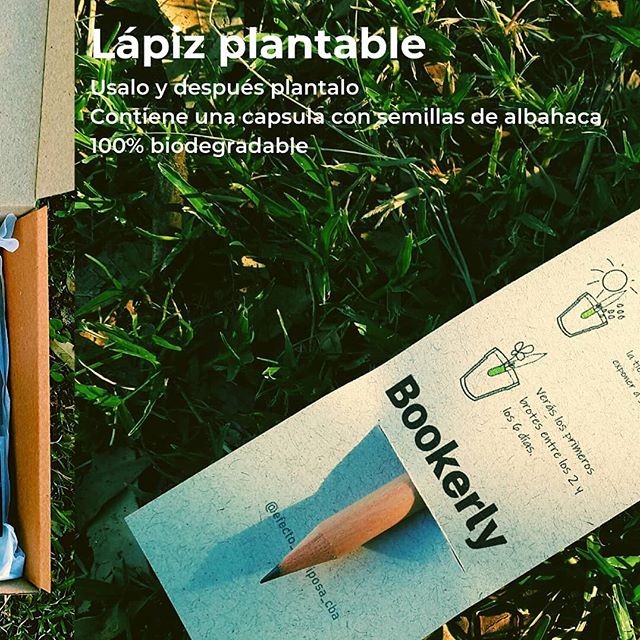 Lápiz plantable
Usalo y después plantalo
Contiene una capsula con semillas de albahaca
100% biodegradable
Verás los primeros
brotes entre los 2 y
los 6 días.
Bookerly